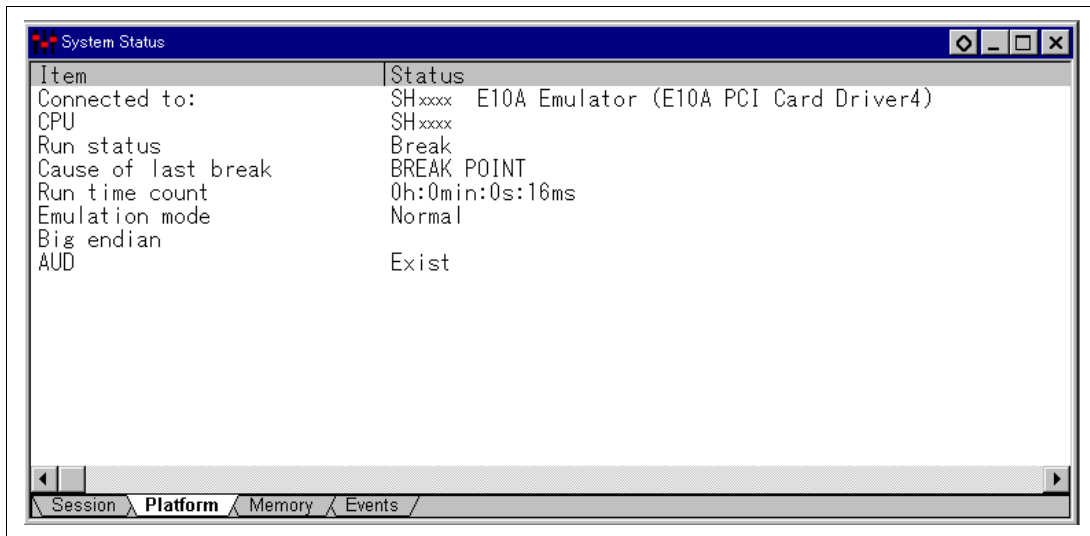 System Status
Item Status
Connected to: SHxxxx E10A Emulator (E10A PCI Card Driver4)
CPU SHxxxx
Run status Break
Cause of last break BREAK POINT
Run time count 0h:0min:0s:16ms
Emulation mode Normal
Big endian
AUD Exist
Session Platform Memory Events